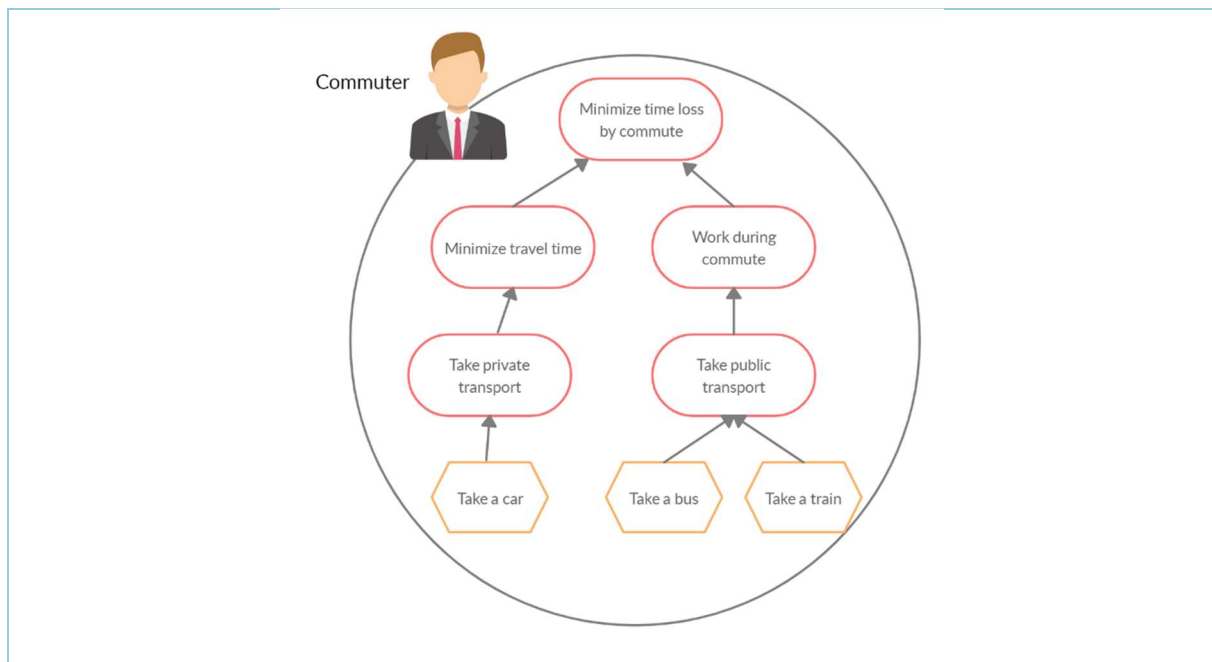 Commuter
Minimize time loss
by commute
Minimize travel time
Work during
commute
Take private
transport
Take public
transport
Take a car
Take a bus
Take a train